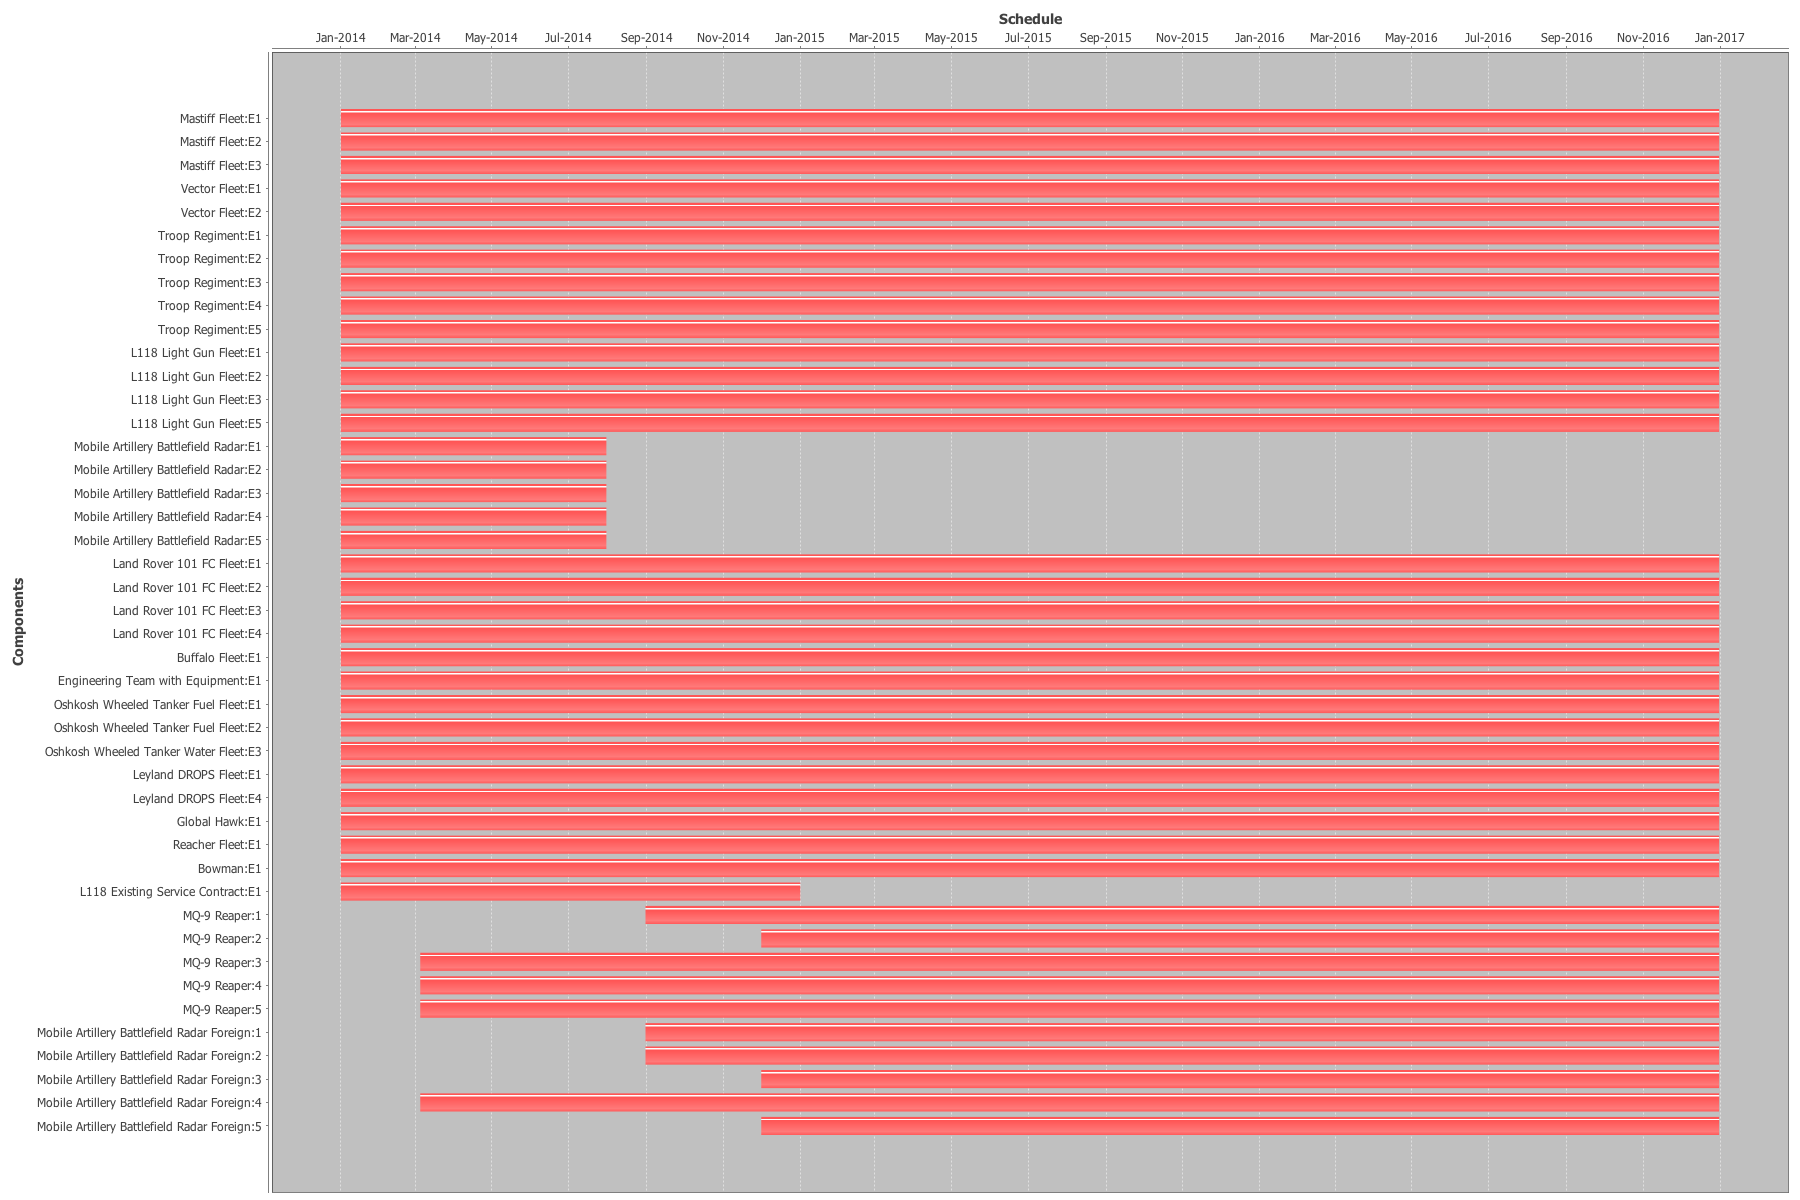 Schedule
Jan-2014 Mar-2014 May-2014 Jul-2014 Sep-2014 Nov-2014 Jan-2015 Mar-2015 May-2015 Jul-2015 Sep-2015 Nov-2015 Jan-2016 Mar-2016 May-2016 Jul-2016 Sep-2016 Nov-2016 Jan-2017
Components
Mastiff Fleet:E1
Mastiff Fleet:E2
Mastiff Fleet:E3
Vector Fleet:E1
Vector Fleet:E2
Troop Regiment:E1
Troop Regiment:E2
Troop Regiment:E3
Troop Regiment:E4
Troop Regiment:E5
L118 Light Gun Fleet:E1
L118 Light Gun Fleet:E2
L118 Light Gun Fleet:E3
L118 Light Gun Fleet:E5
Mobile Artillery Battlefield Radar:E1
Mobile Artillery Battlefield Radar:E2
Mobile Artillery Battlefield Radar:E3
Mobile Artillery Battlefield Radar:E4
Mobile Artillery Battlefield Radar:E5
Land Rover 101 FC Fleet:E1
Land Rover 101 FC Fleet:E2
Land Rover 101 FC Fleet:E3
Land Rover 101 FC Fleet:E4
Buffalo Fleet:E1
Engineering Team with Equipment:E1
Oshkosh Wheeled Tanker Fuel Fleet:E1
Oshkosh Wheeled Tanker Fuel Fleet:E2
Oshkosh Wheeled Tanker Water Fleet:E3
Leyland DROPS Fleet:E1
Leyland DROPS Fleet:E4
Global Hawk:E1
Reacher Fleet:E1
Bowman:E1
L118 Existing Service Contract:E1
MQ-9 Reaper:1
MQ-9 Reaper:2
MQ-9 Reaper:3
MQ-9 Reaper:4
MQ-9 Reaper:5
Mobile Artillery Battlefield Radar Foreign:1
Mobile Artillery Battlefield Radar Foreign:2
Mobile Artillery Battlefield Radar Foreign:3
Mobile Artillery Battlefield Radar Foreign:4
Mobile Artillery Battlefield Radar Foreign:5